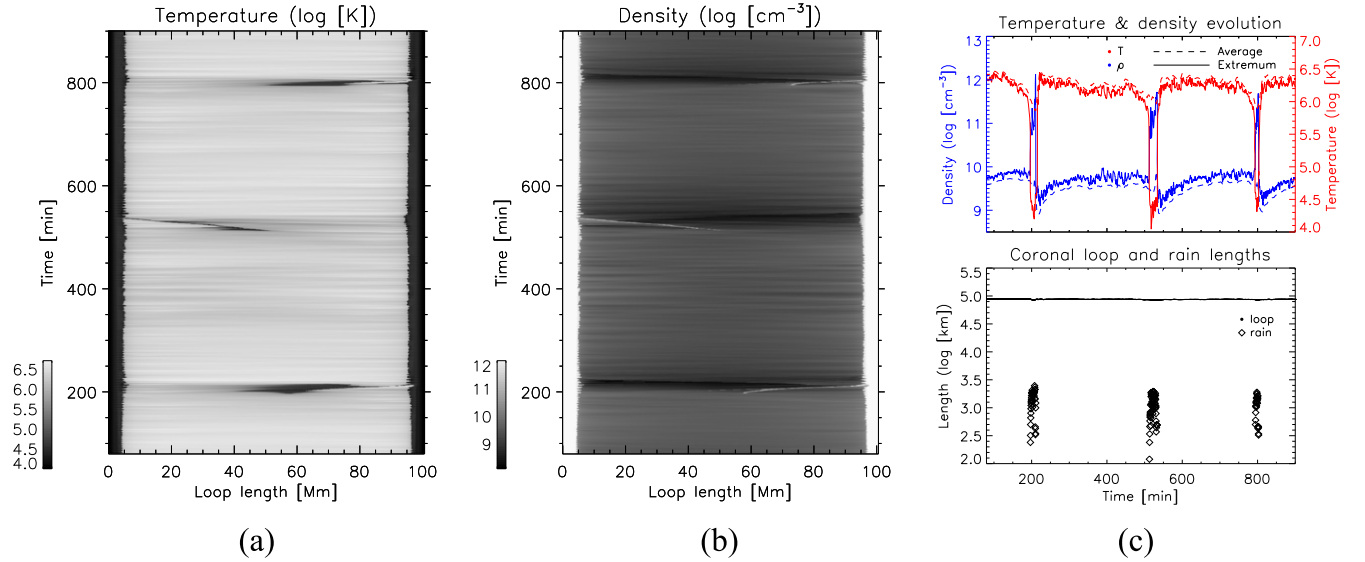 Temperature (log [K])
Time [min]
800
600
400
200
6.5
6.0
5.5
5.0
4.5
4.0
0 20 40 60 80 100
Loop length [Mm]
(a)
Density (log [cm⁻³])
Time [min]
800
600
400
200
12
11
10
9
0 20 40 60 80 100
Loop length [Mm]
(b)
Temperature & density evolution
Density (log [cm⁻³])
13
12
11
10
9
T
ρ
Average
Extremum
7.0
6.5
6.0
5.5
5.0
4.5
4.0
Temperature (log [K])
Coronal loop and rain lengths
Length (log [km])
5.5
5.0
4.5
4.0
3.5
3.0
2.5
2.0
loop
rain
200 400 600 800
Time [min]
(c)